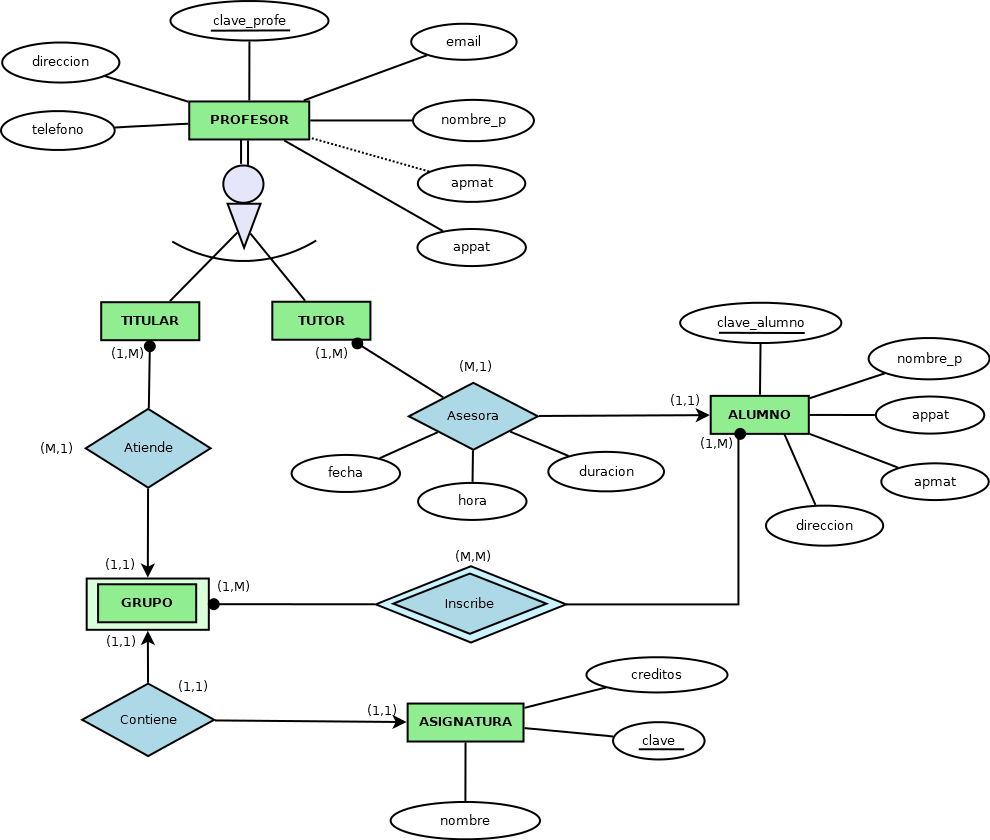 clave_profe
email
direccion
PROFESOR
nombre_p
telefono
apmat
appat
TITULAR
TUTOR
clave_alumno
(1,M)
(1,M)
(M,1)
nombre_p
(1,1)
ALUMNO
appat
Asesora
(M,1)
Atiende
(1,M)
fecha
duracion
apmat
hora
direccion
(1,1)
(M,M)
(1,M)
GRUPO
Inscribe
(1,1)
creditos
(1,1)
(1,1)
Contiene
ASIGNATURA
clave
nombre